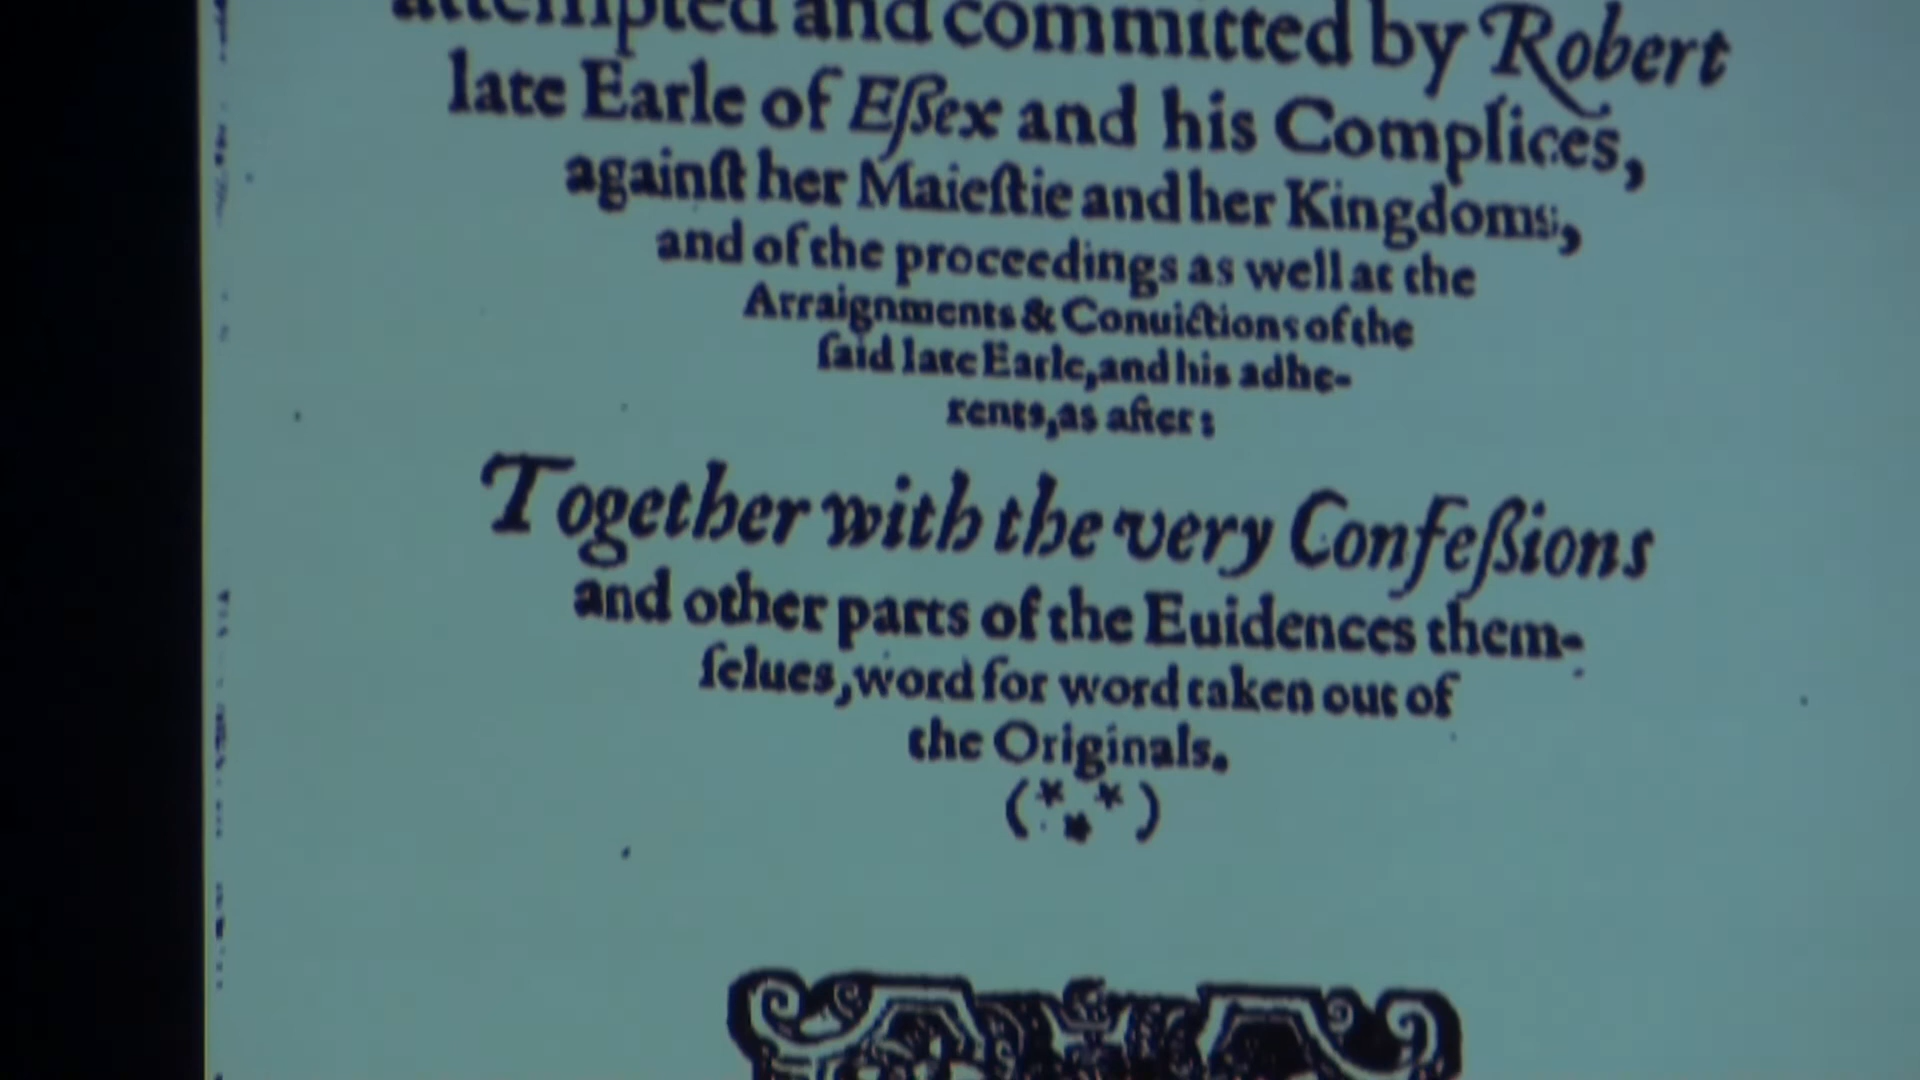 attempted and committed by Robert
late Earle of Eſſex and his Complices,
againſt her Maieſtie and her Kingdoms,
and of the proceedings as well at the
Arraignments & Conuictions of the
ſaid late Earle, and his adhe-
rents, as after:
Together with the very Confeſſions
and other parts of the Euidences them-
ſelues, word for word taken out of
the Originals.
(***)